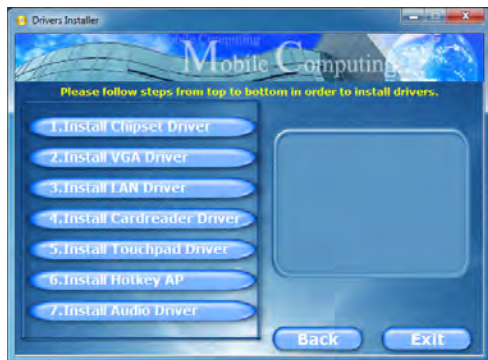 Drivers Installer
Mobile Computing
Mobile Computing
Please follow steps from top to bottom in order to install drivers.
1.Install Chipset Driver
2.Install VGA Driver
3.Install LAN Driver
4.Install Cardreader Driver
5.Install Touchpad Driver
6.Install Hotkey AP
7.Install Audio Driver
Back
Exit